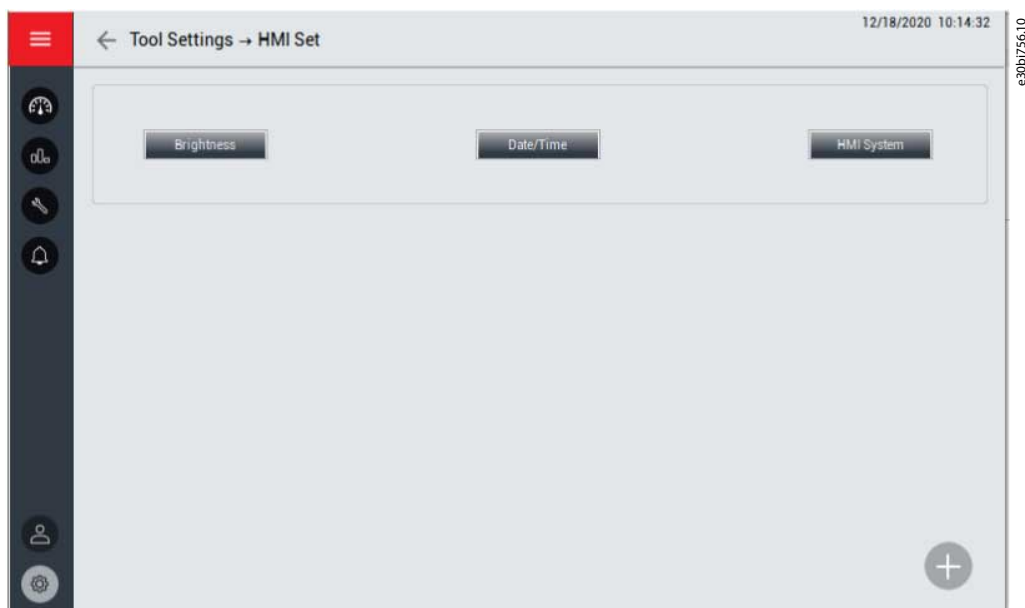 ← Tool Settings → HMI Set
12/18/2020 10:14:32
Brightness
Date/Time
HMI System
e30bi756.10